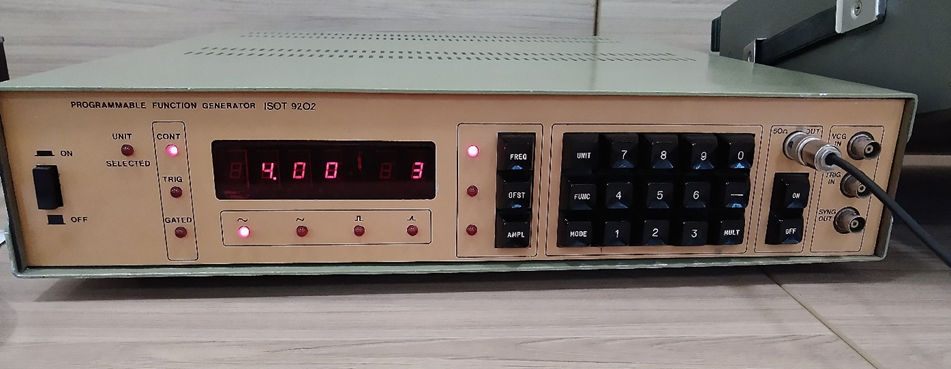 PROGRAMMABLE FUNCTION GENERATOR ISOT 9202
ON
OFF
UNIT
SELECTED
CONT
TRIG
GATED
4.00 3
FREQ
OFST
AMPL
UNIT 7 8 9 0
FUNC 4 5 6 —
MODE 1 2 3 MULT
50Ω OUT
ON
OFF
VCG
TRIG
IN
SYNC
OUT